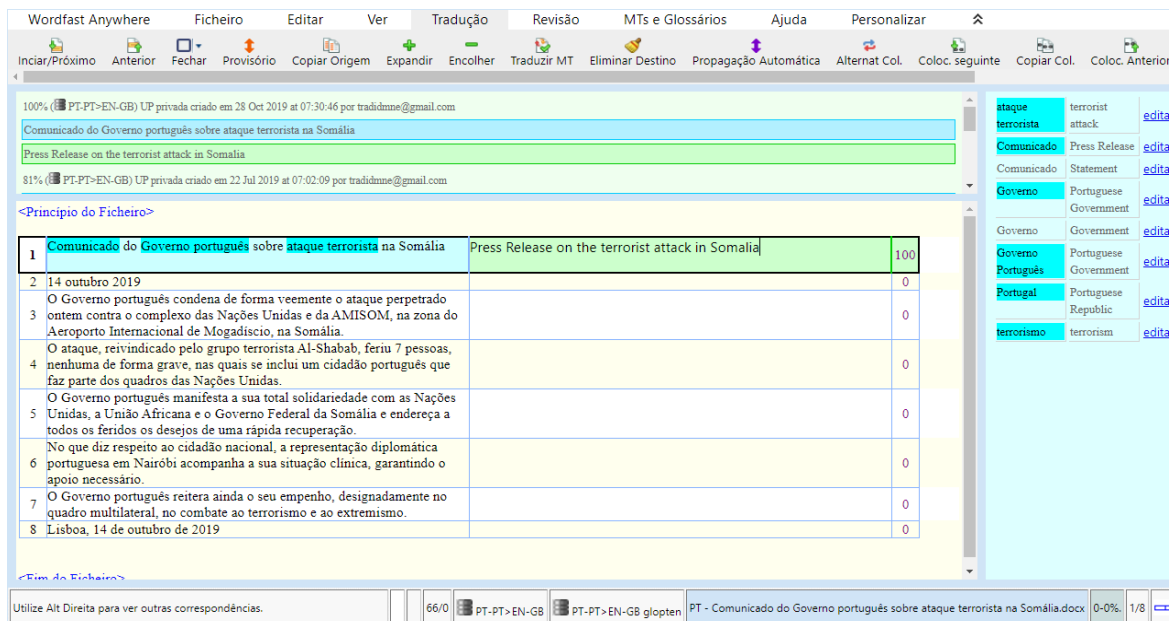 Wordfast Anywhere Ficheiro Editar Ver Tradução Revisão MTs e Glossários Ajuda Personalizar
Inciar/Próximo Anterior Fechar Provisório Copiar Origem Expandir Encolher Traduzir MT Eliminar Destino Propagação Automática Alternat Col. Coloc. seguinte Copiar Col. Coloc. Anterior
100% (PT-PT>EN-GB) UP privada criado em 28 Oct 2019 at 07:30:46 por tradidmne@gmail.com
Comunicado do Governo português sobre ataque terrorista na Somália
Press Release on the terrorist attack in Somalia
81% (PT-PT>EN-GB) UP privada criado em 22 Jul 2019 at 07:02:09 por tradidmne@gmail.com
<Princípio do Ficheiro>
1 Comunicado do Governo português sobre ataque terrorista na Somália Press Release on the terrorist attack in Somalia 100
2 14 outubro 2019 0
O Governo português condena de forma veemente o ataque perpetrado
3 ontem contra o complexo das Nações Unidas e da AMISOM, na zona do 0
Aeroporto Internacional de Mogadíscio, na Somália.
O ataque, reivindicado pelo grupo terrorista Al-Shabab, feriu 7 pessoas,
4 nenhuma de forma grave, nas quais se inclui um cidadão português que 0
faz parte dos quadros das Nações Unidas.
O Governo português manifesta a sua total solidariedade com as Nações
5 Unidas, a União Africana e o Governo Federal da Somália e endereça a 0
todos os feridos os desejos de uma rápida recuperação.
No que diz respeito ao cidadão nacional, a representação diplomática
6 portuguesa em Nairóbi acompanha a sua situação clínica, garantindo o 0
apoio necessário.
O Governo português reitera ainda o seu empenho, designadamente no
7 quadro multilateral, no combate ao terrorismo e ao extremismo. 0
8 Lisboa, 14 de outubro de 2019 0
<Fim do Ficheiro>
ataque terrorist
terrorista attack edita
Comunicado Press Release edita
Comunicado Statement edita
Governo Portuguese
Government edita
Governo Government edita
Governo Portuguese
Português Government edita
Portugal Portuguese
Republic edita
terrorismo terrorism edita
Utilize Alt Direita para ver outras correspondências. 66/0 PT-PT>EN-GB PT-PT>EN-GB glopten PT - Comunicado do Governo português sobre ataque terrorista na Somália.docx 0-0%. 1/8